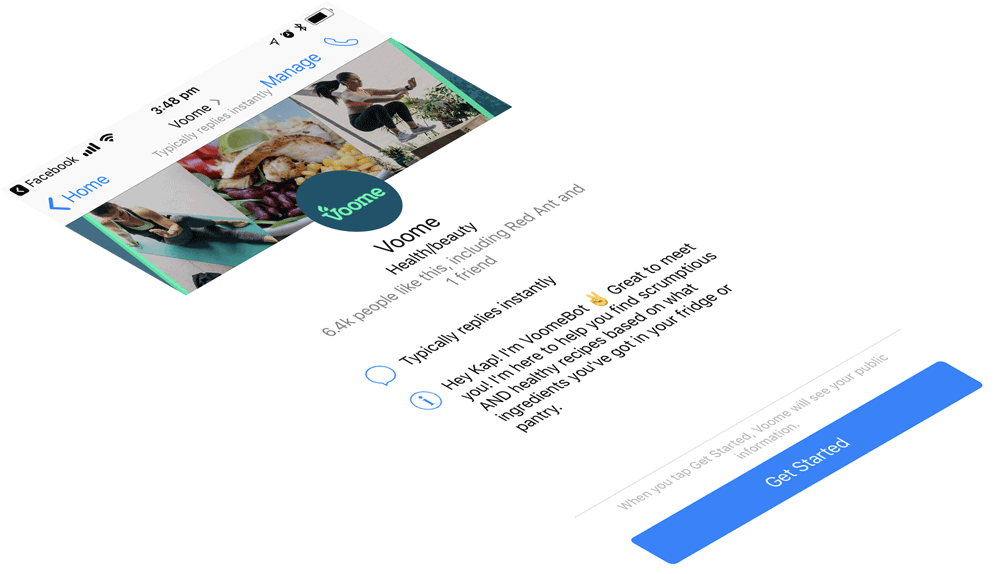 Facebook
3:48 pm
Home
Voome
Typically replies instantly
Manage
Voome
Voome
Health/beauty
6.4k people like this, including Red Ant and
1 friend
Typically replies instantly
Hey Kap! I'm VoomeBot ✌️ Great to meet
you! I'm here to help you find scrumptious
AND healthy recipes based on what
ingredients you've got in your fridge or
pantry.
When you tap Get Started, Voome will see your public
information.
Get Started